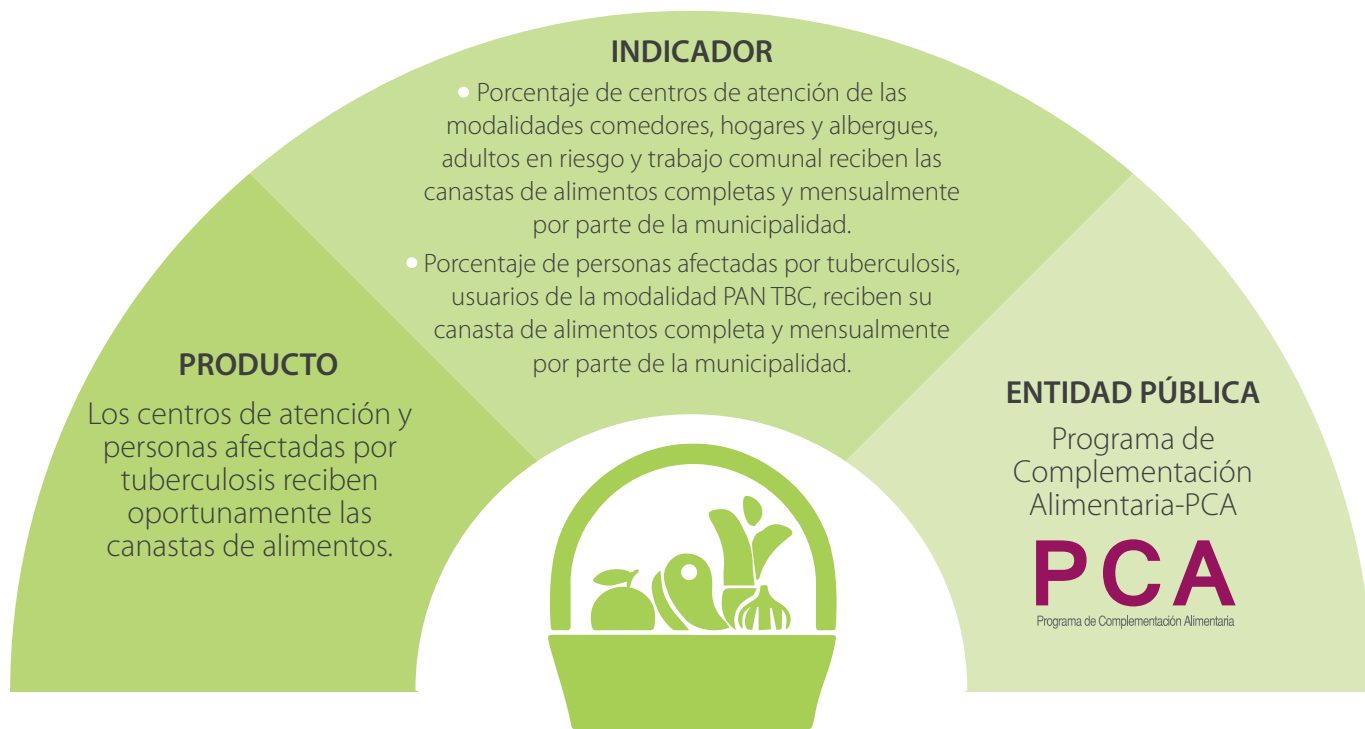 INDICADOR
• Porcentaje de centros de atención de las
modalidades comedores, hogares y albergues,
adultos en riesgo y trabajo comunal reciben las
canastas de alimentos completas y mensualmente
por parte de la municipalidad.
• Porcentaje de personas afectadas por tuberculosis,
usuarios de la modalidad PAN TBC, reciben su
canasta de alimentos completa y mensualmente
por parte de la municipalidad.
PRODUCTO
Los centros de atención y
personas afectadas por
tuberculosis reciben
oportunamente las
canastas de alimentos.
ENTIDAD PÚBLICA
Programa de
Complementación
Alimentaria-PCA
PCA
Programa de Complementación Alimentaria